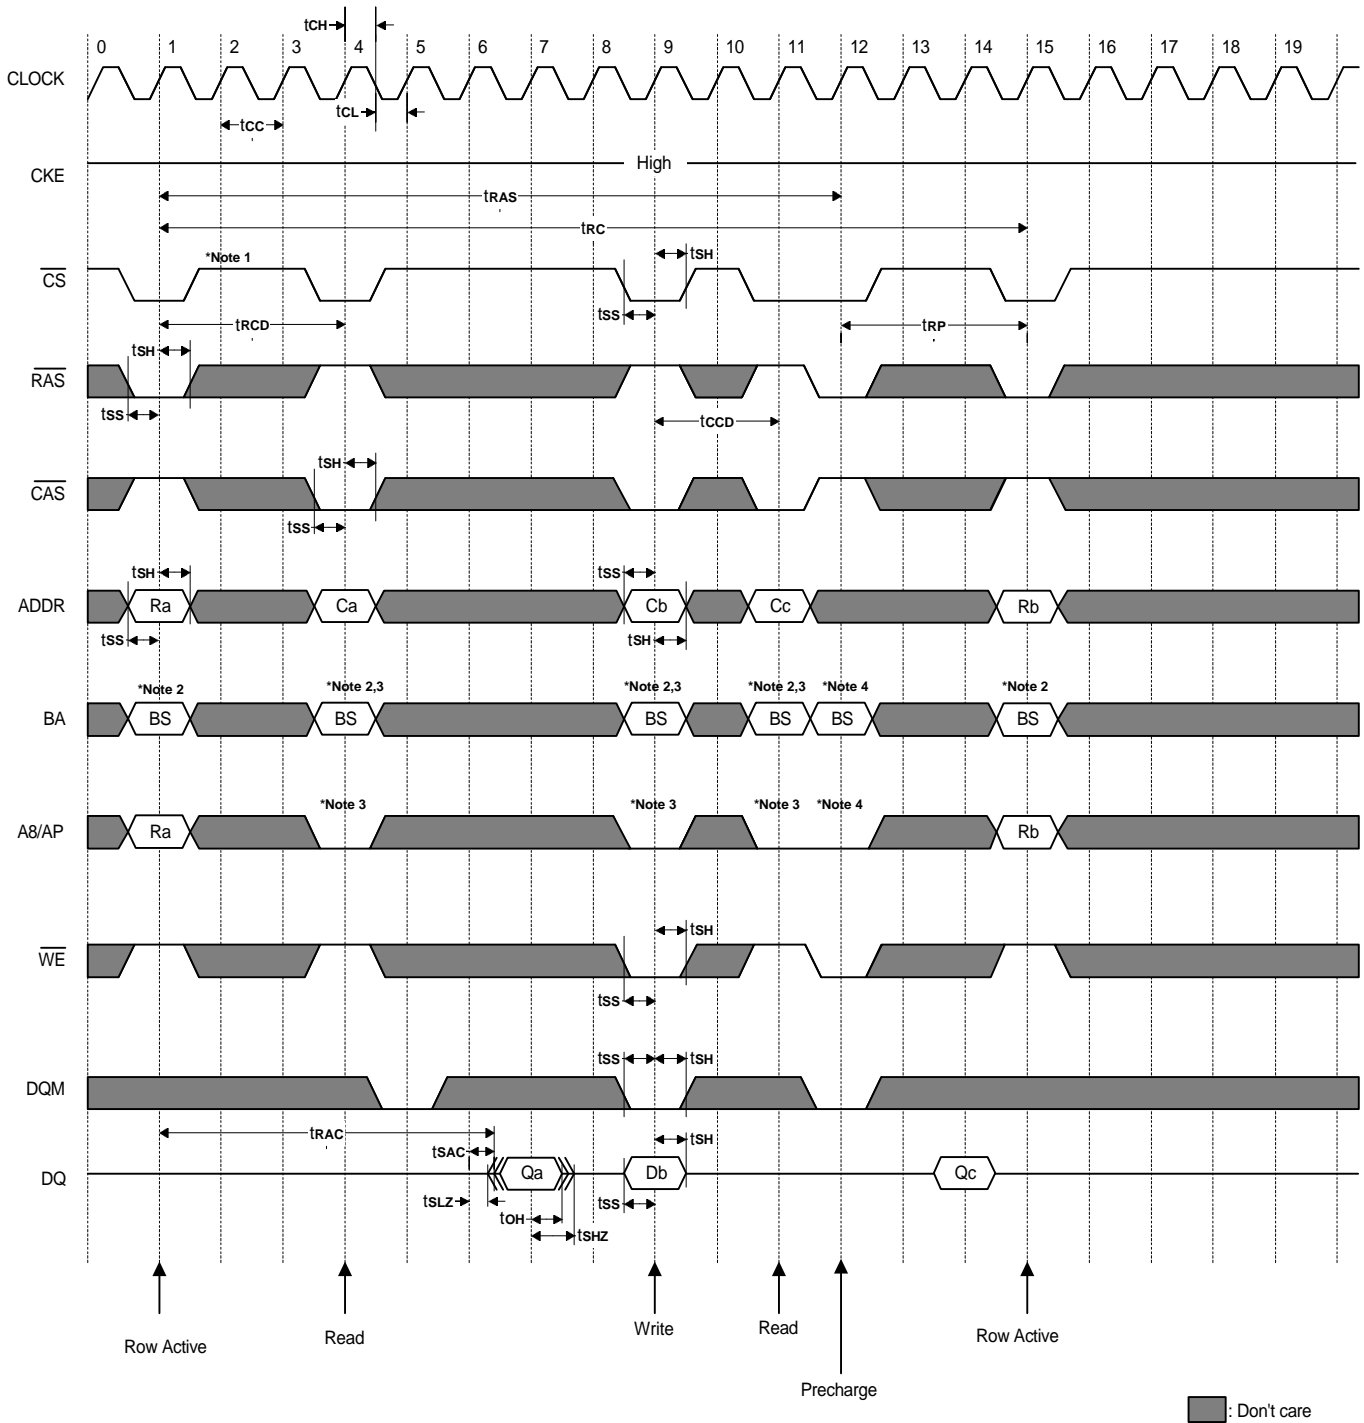 tCH
0 1 2 3 4 5 6 7 8 9 10 11 12 13 14 15 16 17 18 19
CLOCK
tCL
tCC
High
CKE
tRAS
tRC
*Note 1
tSH
CS
tSS
tRCD
tRP
tSH
RAS
tSS
tCCD
tSH
CAS
tSS
tSH
tSS
ADDR Ra Ca Cb Cc Rb
tSS
tSH
*Note 2 *Note 2,3 *Note 2,3 *Note 2,3 *Note 4 *Note 2
BA BS BS BS BS BS BS
*Note 3 *Note 3 *Note 3 *Note 4
A8/AP Ra Rb
tSH
WE
tSS
tSS tSH
DQM
tRAC
tSH
tSAC
DQ Qa Db Qc
tSLZ
tSS
tOH
tSHZ
Row Active
Read
Write
Read
Row Active
Precharge
: Don't care